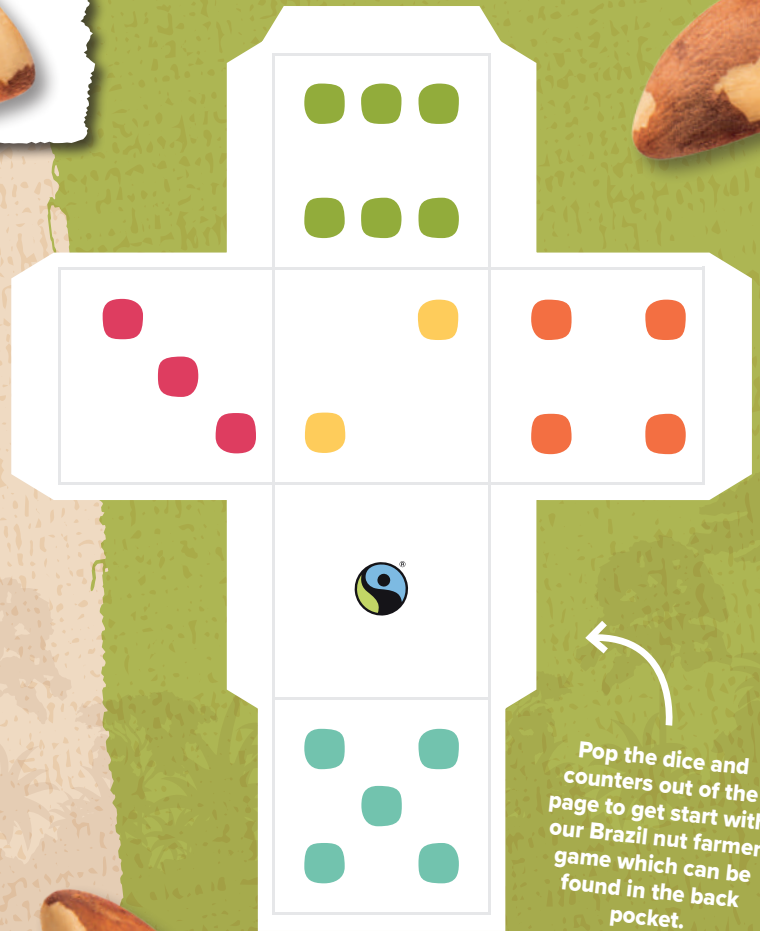 ®
Pop the dice and
counters out of the
page to get start with
our Brazil nut farmer
game which can be
found in the back
pocket.